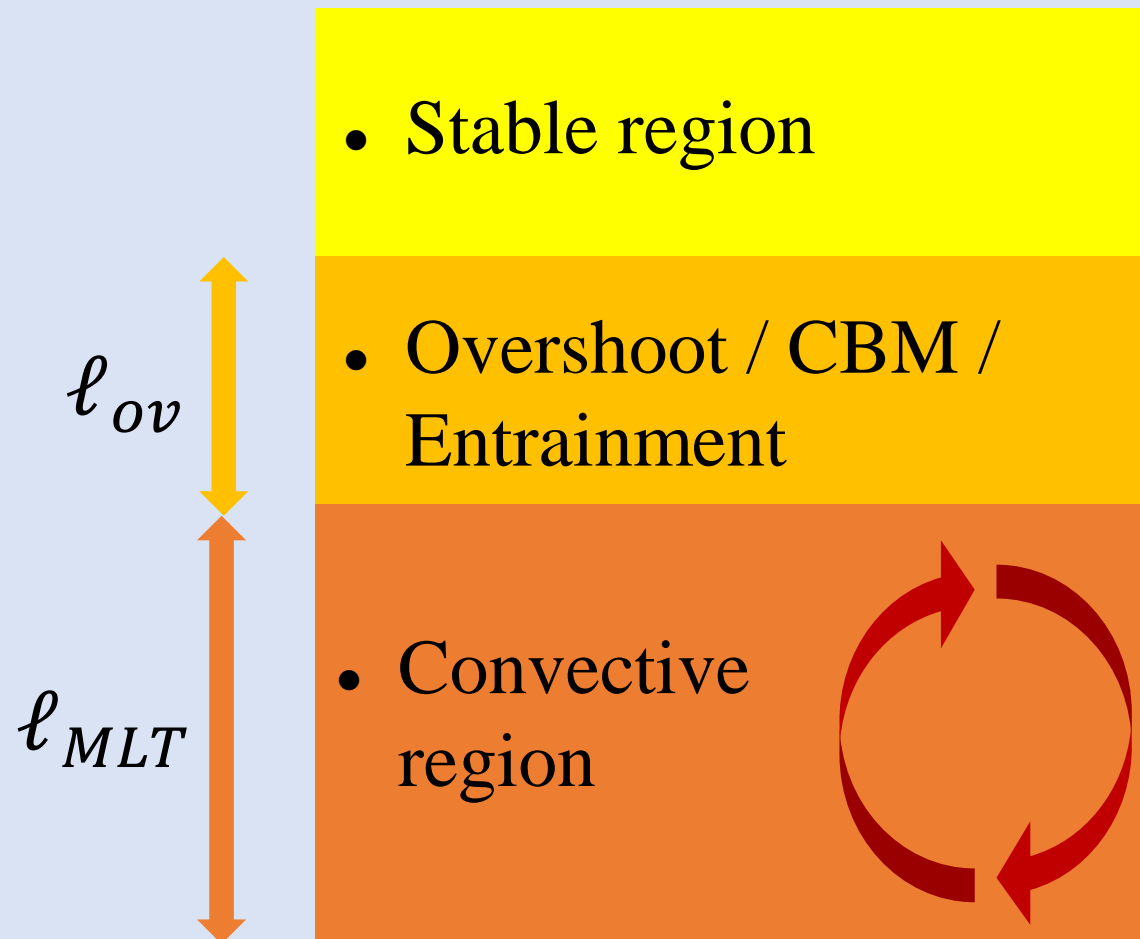 • Stable region
• Overshoot / CBM /
Entrainment
ℓ_ov
• Convective
region
ℓ_MLT